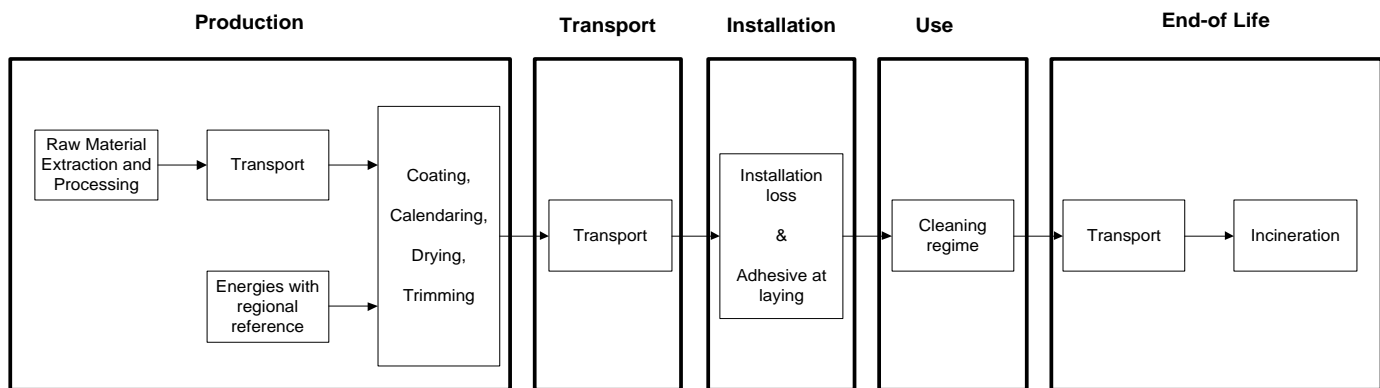 Production
Transport
Installation
Use
End-of Life
Raw Material
Extraction and
Processing
Transport
Energies with
regional
reference
Coating,
Calendaring,
Drying,
Trimming
Transport
Installation
loss
&
Adhesive at
laying
Cleaning
regime
Transport
Incineration